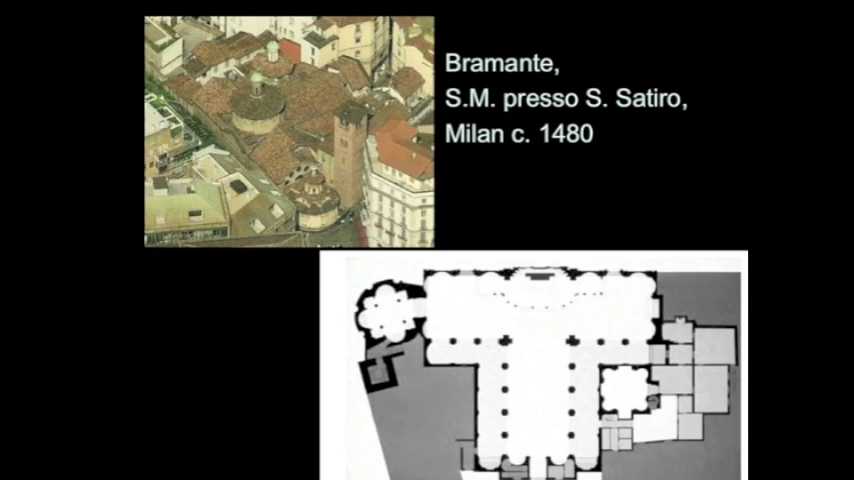 Bramante,
S.M. presso S. Satiro,
Milan c. 1480